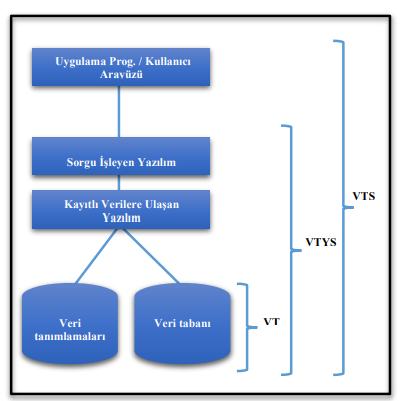 Uygulama Prog. / Kullanıcı
Arayüzü
Sorgu İşleyen Yazılım
Kayıtlı Verilere Ulaşan
Yazılım
VTS
VTYS
Veri
tanımlamaları
Veri tabanı
VT